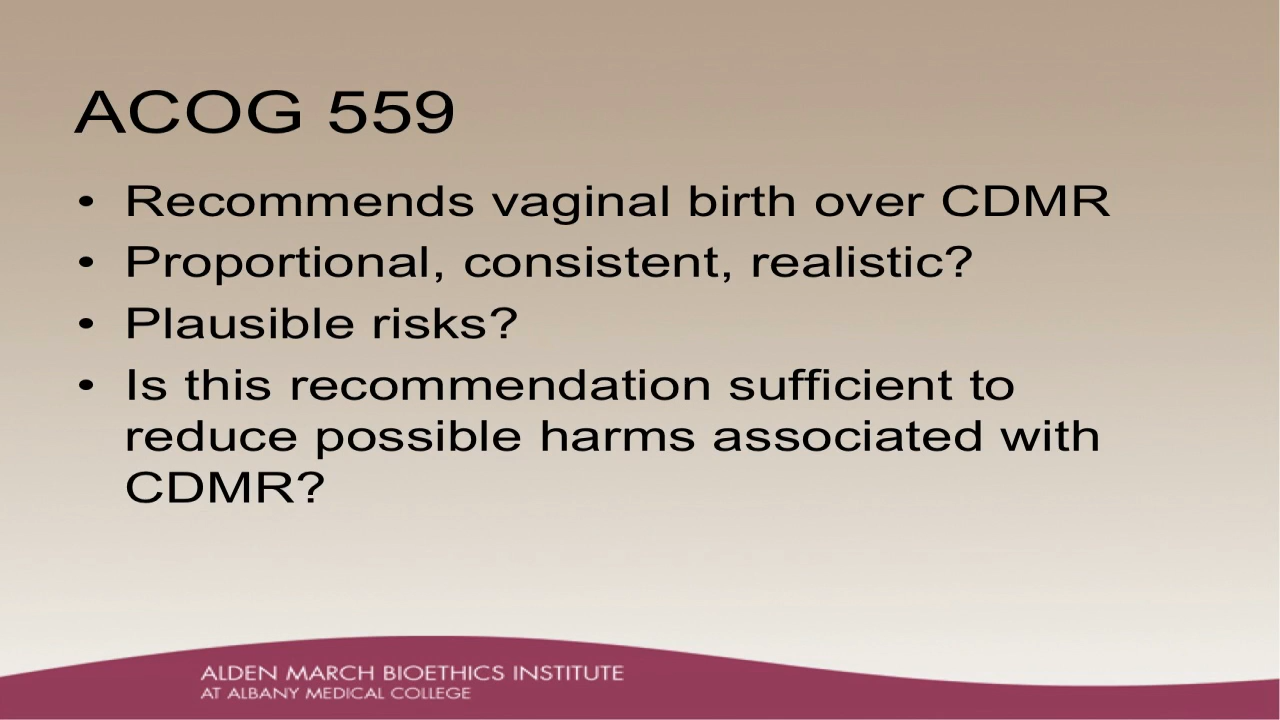 ACOG 559
• Recommends vaginal birth over CDMR
• Proportional, consistent, realistic?
• Plausible risks?
• Is this recommendation sufficient to
reduce possible harms associated with
CDMR?
ALDEN MARCH BIOETHICS INSTITUTE
AT ALBANY MEDICAL COLLEGE